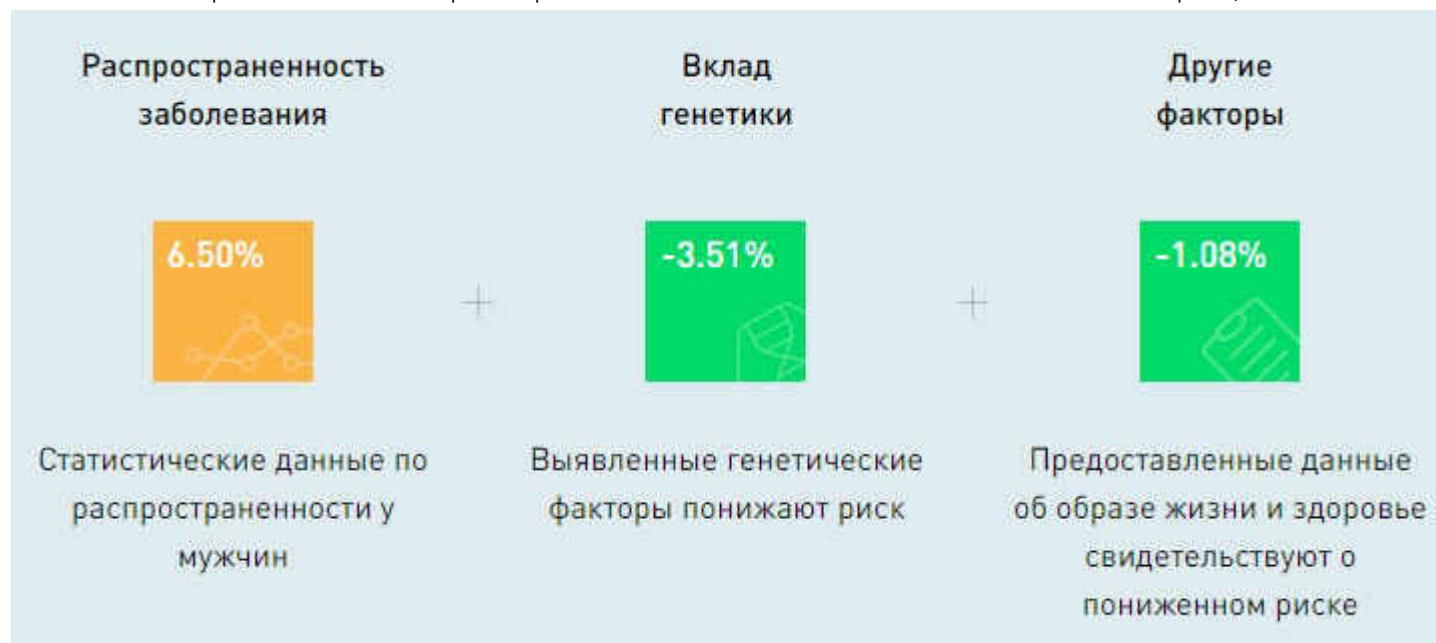 Распространенность
заболевания
Вклад
генетики
Другие
факторы
6.50%
+
-3.51%
+
-1.08%
Статистические данные по
распространенности у
мужчин
Выявленные генетические
факторы понижают риск
Предоставленные данные
об образе жизни и здоровье
свидетельствуют о
пониженном риске